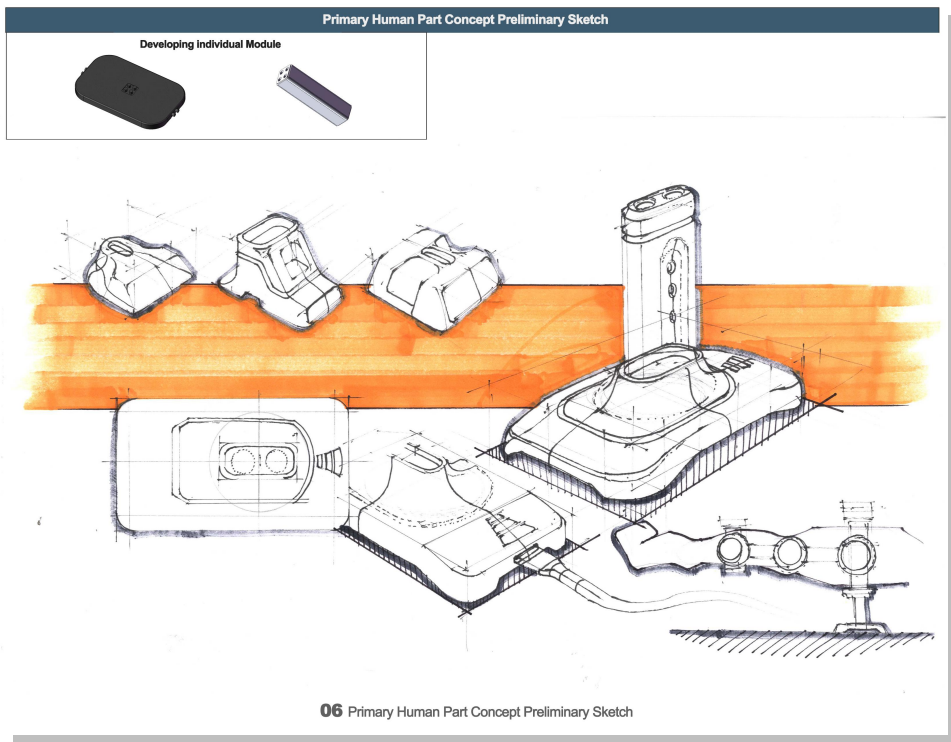 Primary Human Part Concept Preliminary Sketch
Developing individual Module
06 Primary Human Part Concept Preliminary Sketch